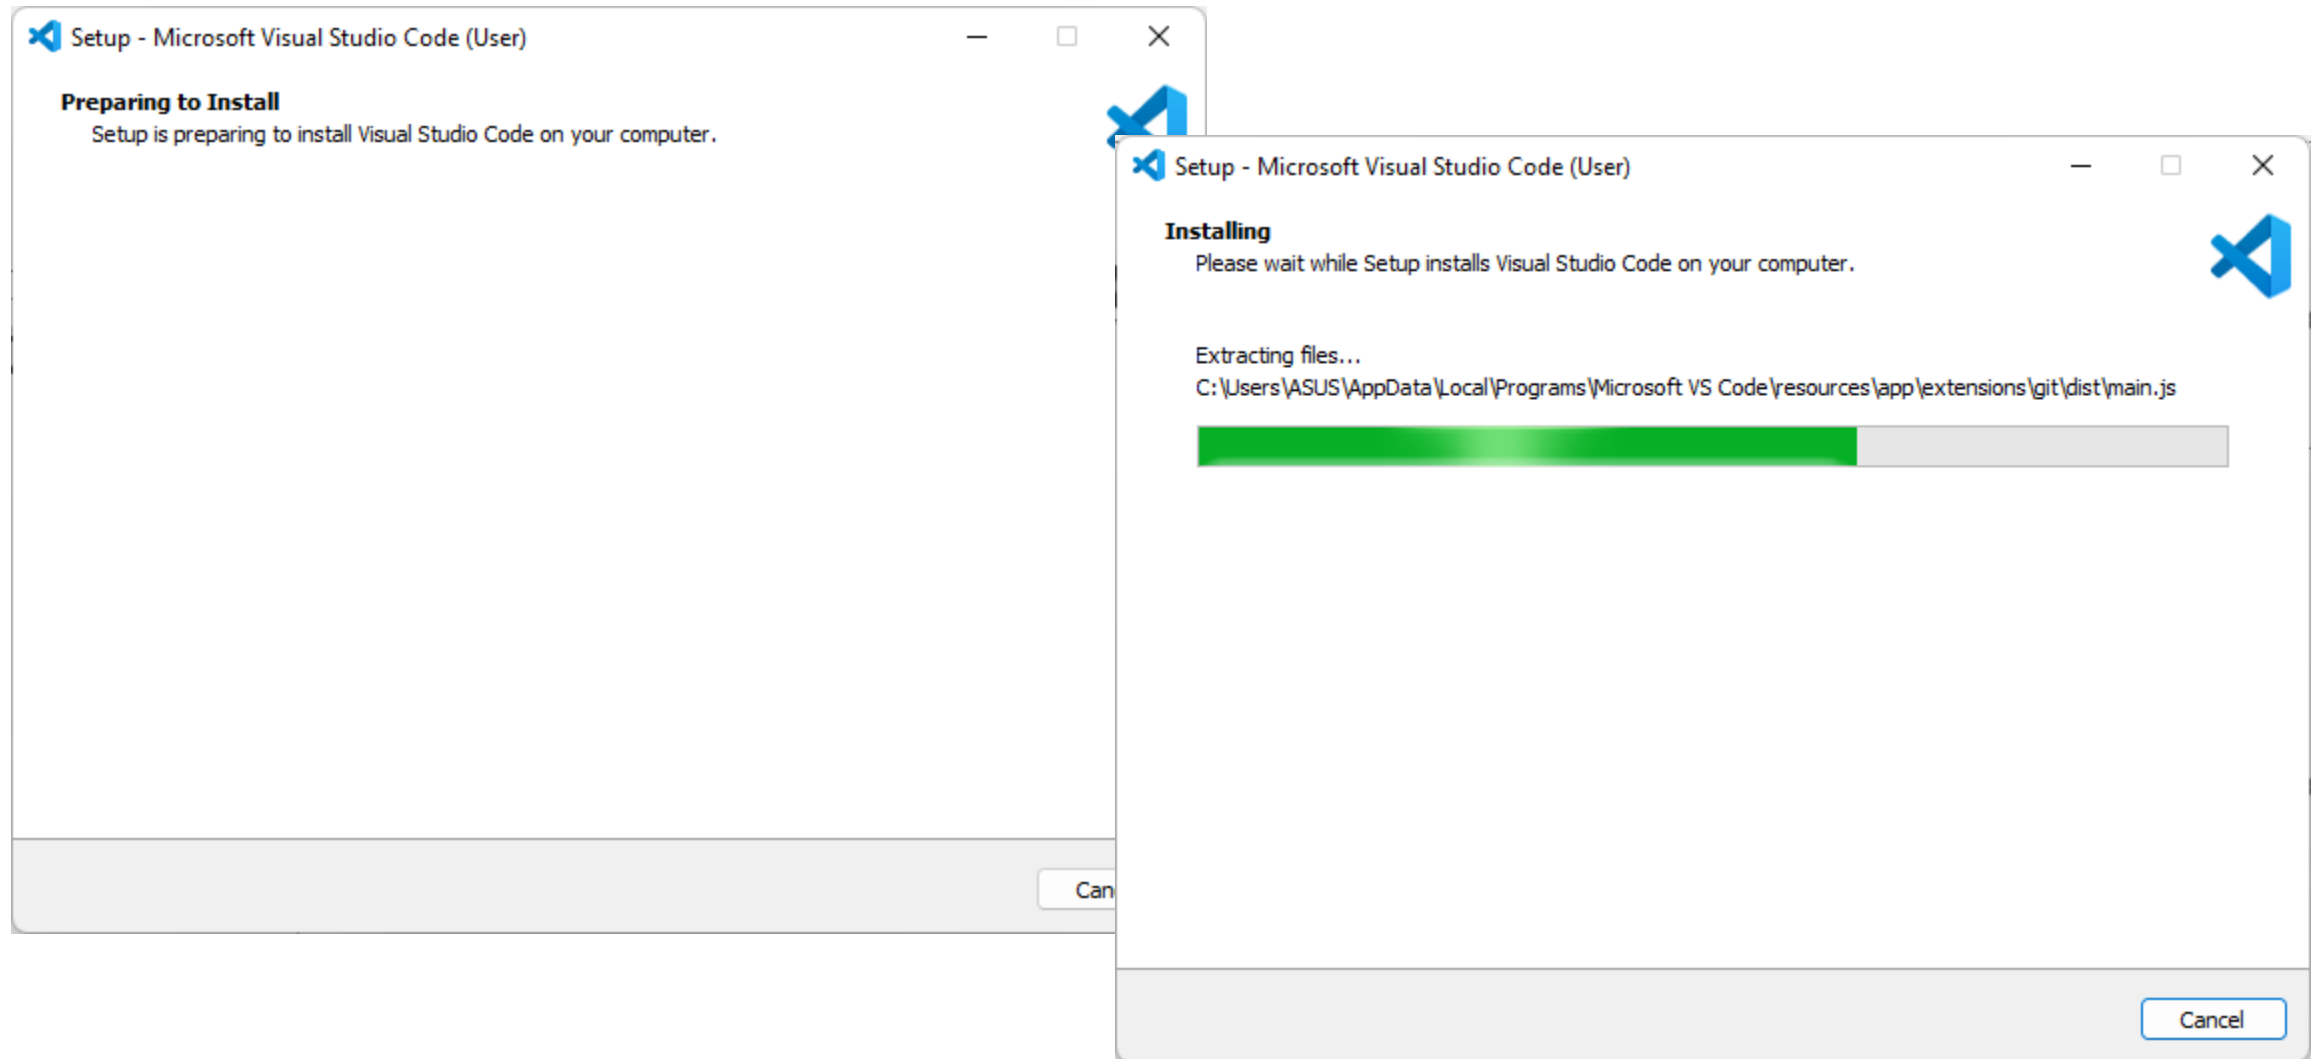 Setup - Microsoft Visual Studio Code (User)
Preparing to Install
Setup is preparing to install Visual Studio Code on your computer.
Setup - Microsoft Visual Studio Code (User)
Installing
Please wait while Setup installs Visual Studio Code on your computer.
Extracting files...
C:\Users\ASUS\AppData\Local\Programs\Microsoft VS Code\resources\app\extensions\git\dist\main.js
Cancel